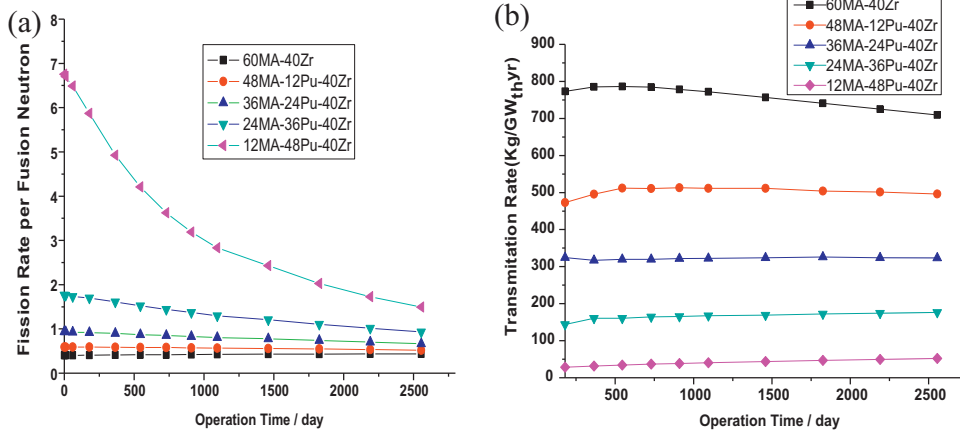 (a)
8
7
6
5
4
3
2
1
0
Fission Rate per Fusion Neutron
60MA-40Zr
48MA-12Pu-40Zr
36MA-24Pu-40Zr
24MA-36Pu-40Zr
12MA-48Pu-40Zr
0 500 1000 1500 2000 2500
Operation Time / day
(b)
60MA-40Zr
48MA-12Pu-40Zr
36MA-24Pu-40Zr
24MA-36Pu-40Zr
12MA-48Pu-40Zr
900
800
700
600
500
400
300
200
100
0
Transmitation Rate(Kg/GWthyr)
500 1000 1500 2000 2500
Operation Time / day